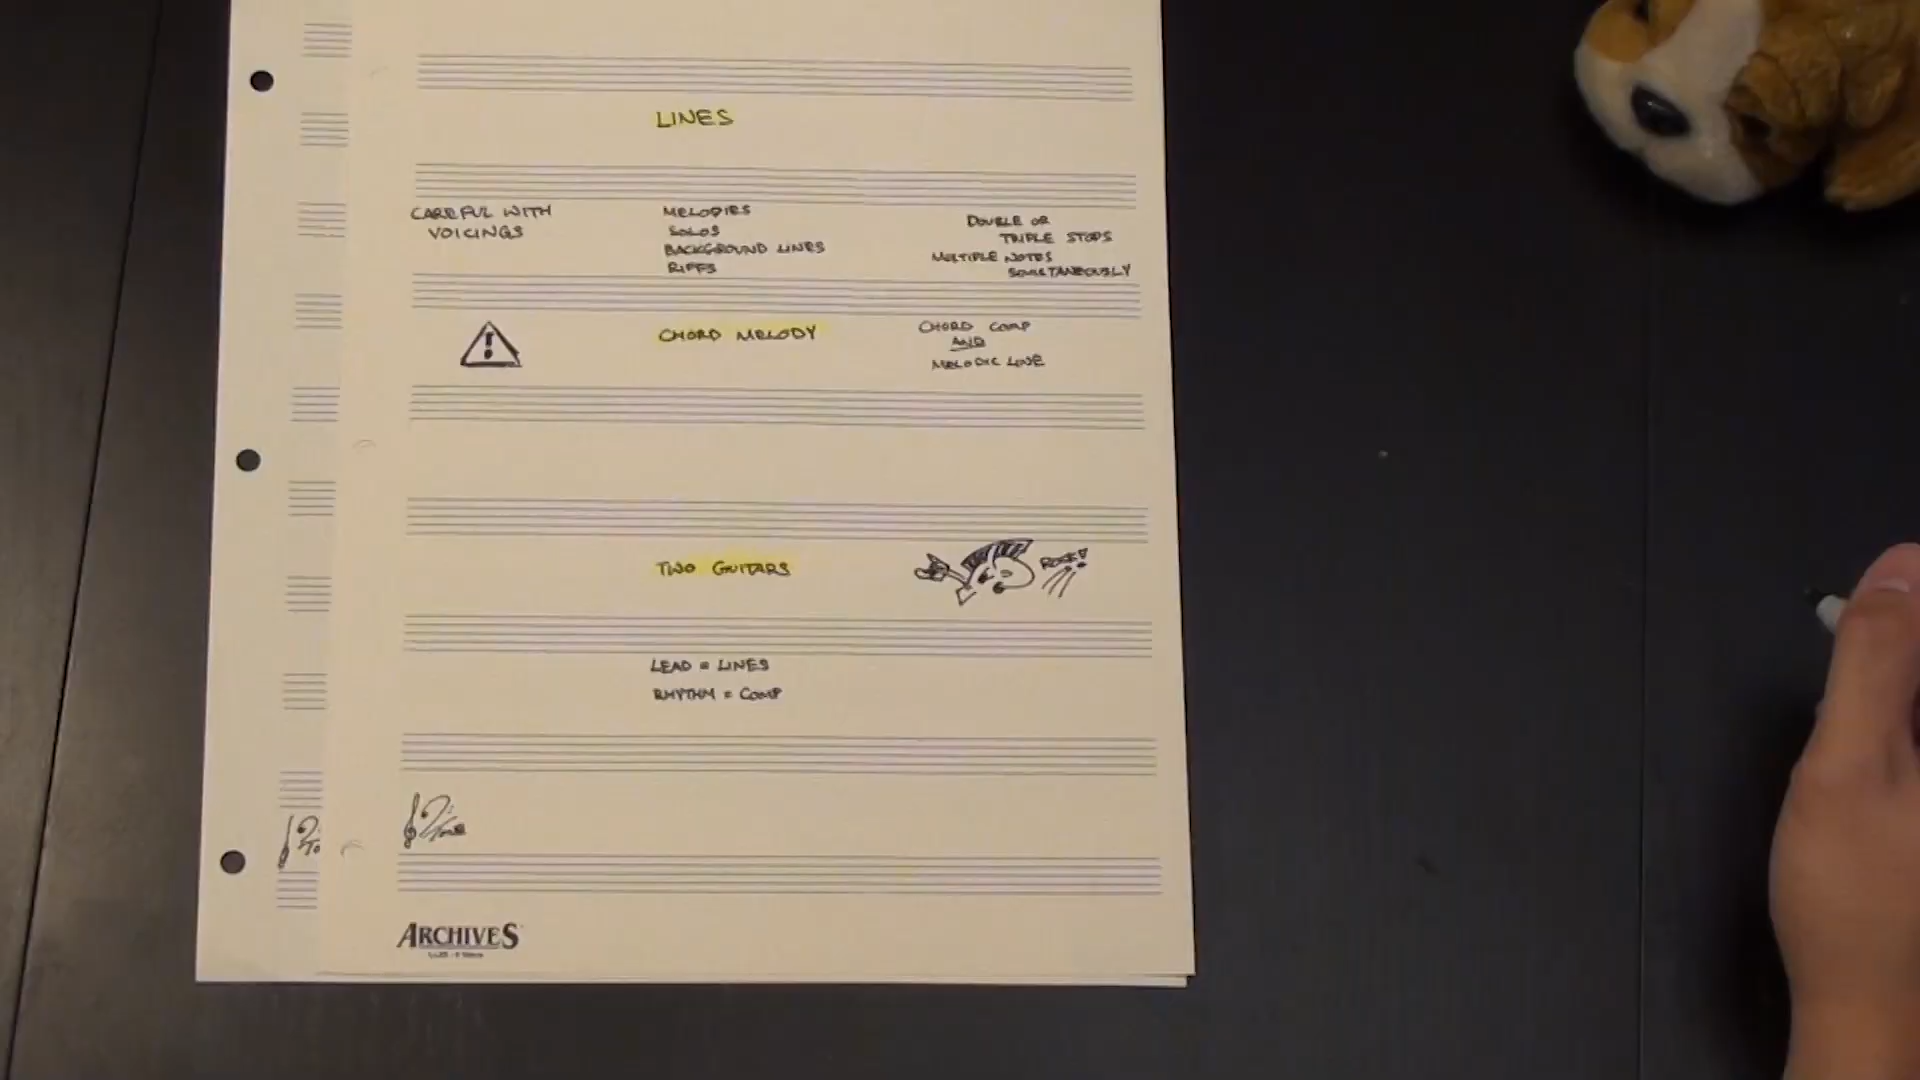 LINES
CAREFUL WITH
VOICINGS
MELODIES
SOLOS
BACKGROUND LINES
RIFFS
DOUBLE OR
TRIPLE STOPS
MULTIPLE NOTES
SIMULTANEOUSLY
!
CHORD MELODY
CHORD COMP
AND
MELODIC LINE
TWO GUITARS
ROCK!
LEAD = LINES
RHYTHM = COMP
ARCHIVES